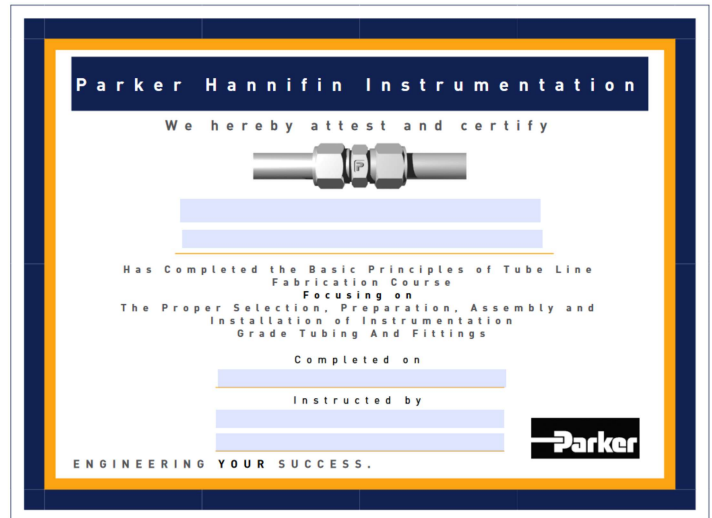 Parker Hannifin Instrumentation
We hereby attest and certify
Has Completed the Basic Principles of Tube Line
Fabrication Course
Focusing on
The Proper Selection, Preparation, Assembly and
Installation of Instrumentation
Grade Tubing And Fittings
Completed on
Instructed by
Parker
ENGINEERING YOUR SUCCESS.